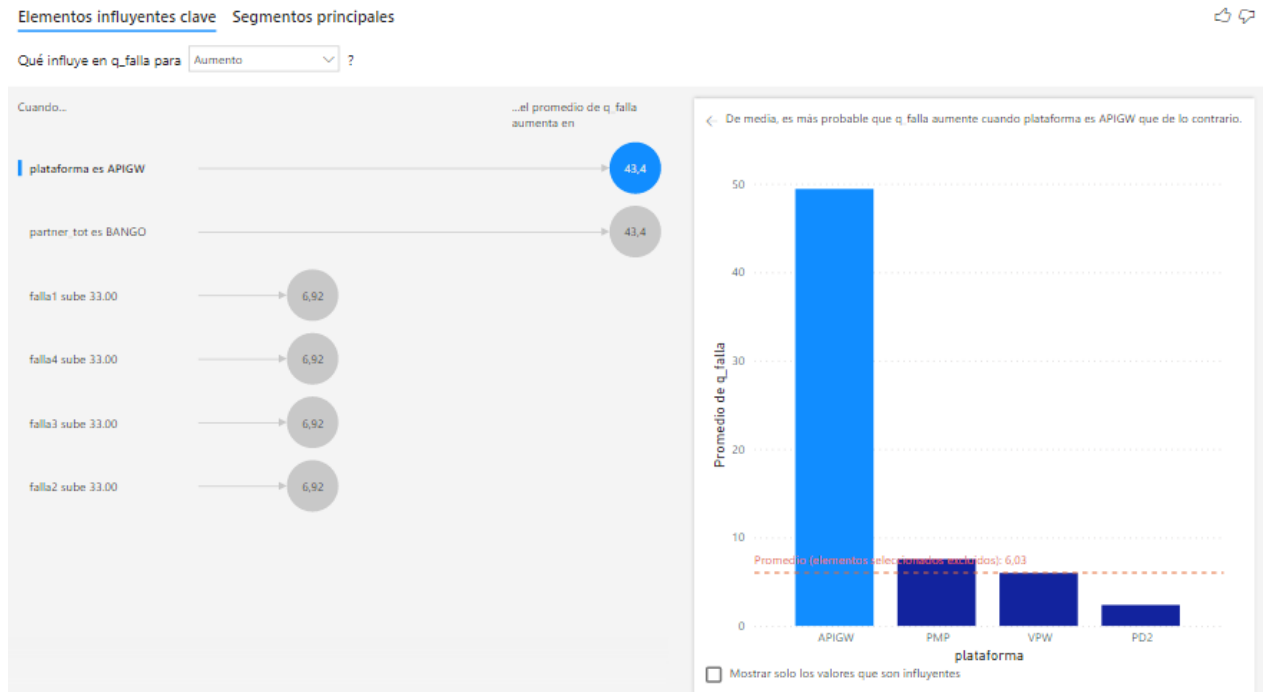 Elementos influyentes clave Segmentos principales
Qué influye en q_falla para Aumento ?
Cuando...
...el promedio de q_falla
aumenta en
plataforma es APIGW
43,4
partner_tot es BANGO
43,4
falla1 sube 33.00
6,92
falla4 sube 33.00
6,92
falla3 sube 33.00
6,92
falla2 sube 33.00
6,92
De media, es más probable que q_falla aumente cuando plataforma es APIGW que de lo contrario.
Promedio de q_falla
50
40
30
20
10
0
Promedio (elementos seleccionados excluidos): 6,03
APIGW PMP VPW PD2
plataforma
Mostrar solo los valores que son influyentes